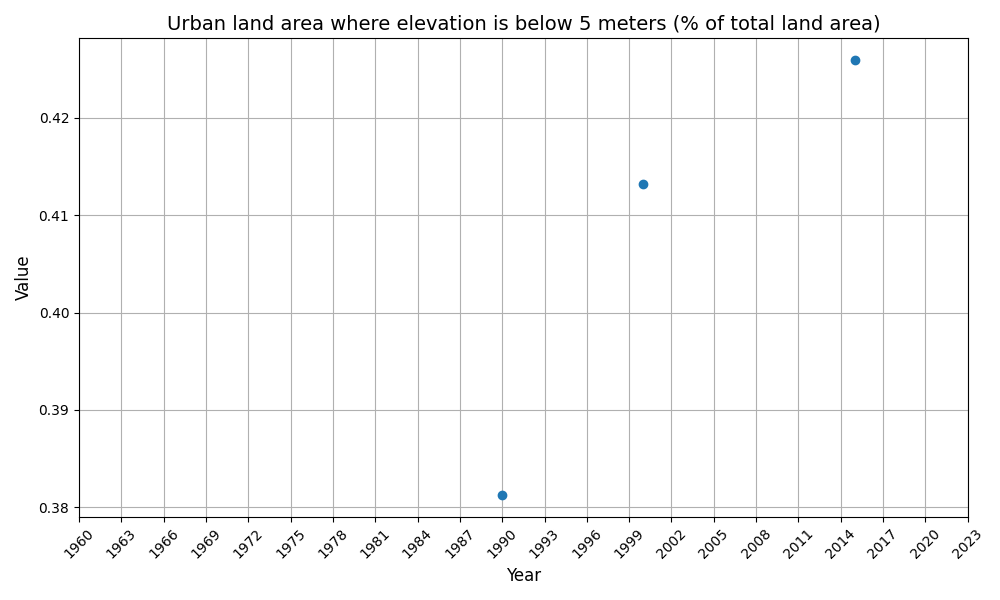 Urban land area where elevation is below 5 meters (% of total land area)
0.42
0.41
0.40
0.39
0.38
Value
1960 1963 1966 1969 1972 1975 1978 1981 1984 1987 1990 1993 1996 1999 2002 2005 2008 2011 2014 2017 2020 2023
Year